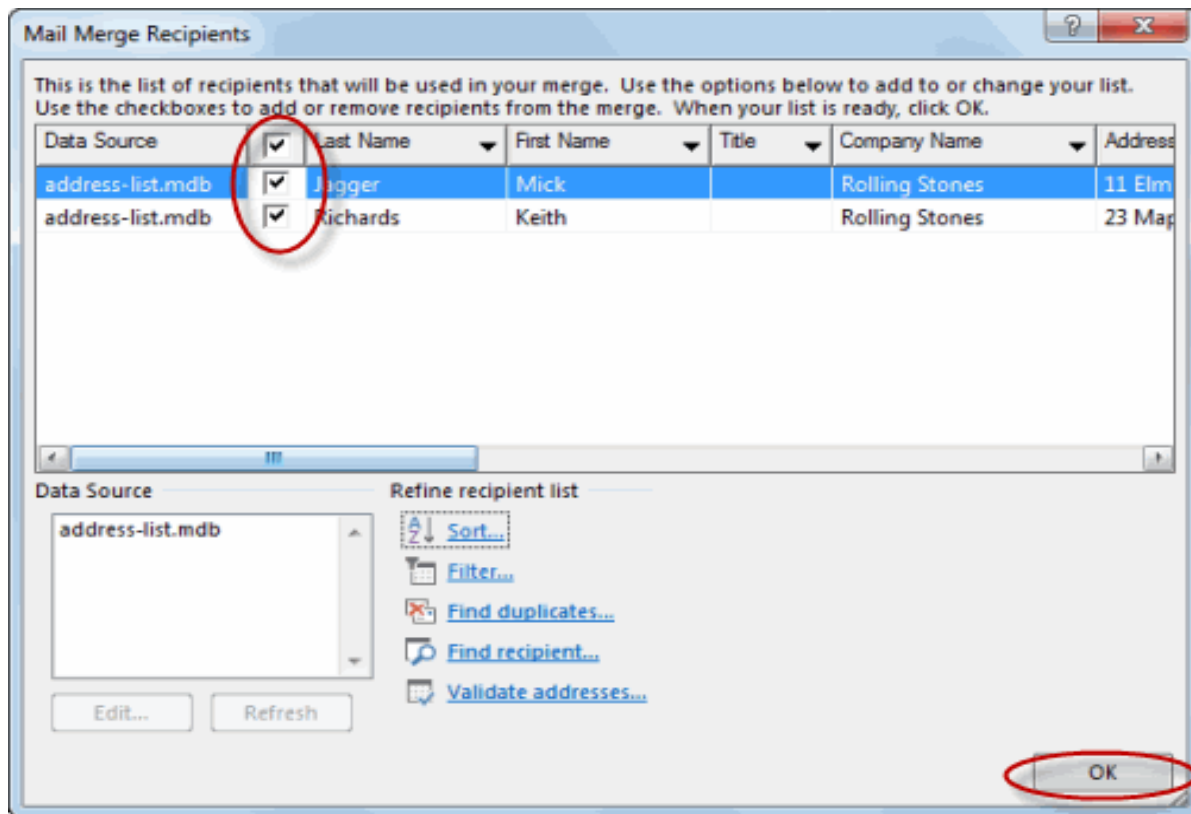 Mail Merge Recipients
This is the list of recipients that will be used in your merge. Use the options below to add to or change your list.
Use the checkboxes to add or remove recipients from the merge. When your list is ready, click OK.
Data Source Last Name First Name Title Company Name Address
address-list.mdb Jagger Mick Rolling Stones 11 Elm
address-list.mdb Richards Keith Rolling Stones 23 Map
Data Source Refine recipient list
address-list.mdb
Sort...
Filter...
Find duplicates...
Find recipient...
Validate addresses...
Edit... Refresh
OK